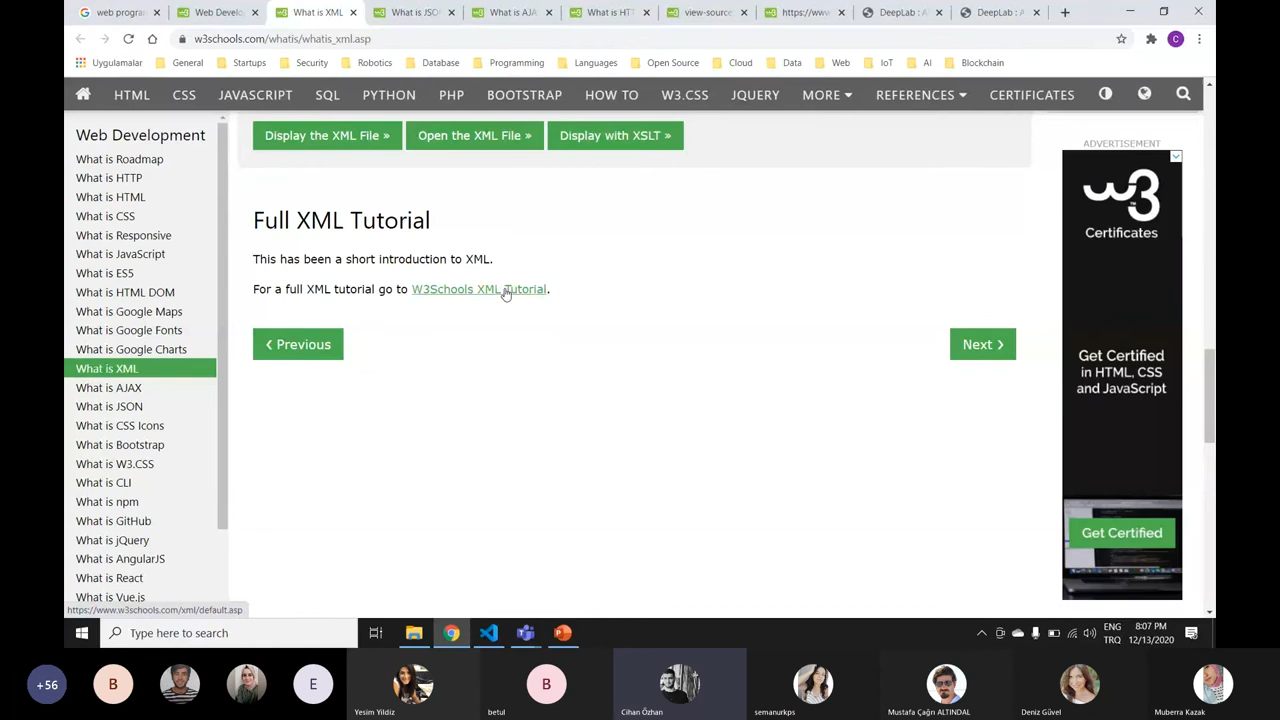 web progra
Web Develo
What is XML
What is JSO
What is AJA
What is HTT
view-source
https://ww
DeepLab : A
DeepLab : A
w3schools.com/whatis/whatis_xml.asp
C
Uygulamalar General Startups Security Robotics Database Programming Languages Open Source Cloud Data Web IoT AI Blockchain
HTML CSS JAVASCRIPT SQL PYTHON PHP BOOTSTRAP HOW TO W3.CSS JQUERY MORE REFERENCES CERTIFICATES
Web Development
What is Roadmap
What is HTTP
What is HTML
What is CSS
What is Responsive
What is JavaScript
What is ES5
What is HTML DOM
What is Google Maps
What is Google Fonts
What is Google Charts
What is XML
What is AJAX
What is JSON
What is CSS Icons
What is Bootstrap
What is W3.CSS
What is CLI
What is npm
What is GitHub
What is jQuery
What is AngularJS
What is React
What is Vue.js
https://www.w3schools.com/xml/default.asp
Display the XML File » Open the XML File » Display with XSLT »
Full XML Tutorial
This has been a short introduction to XML.
For a full XML tutorial go to W3Schools XML Tutorial.
❮ Previous
Next ❯
ADVERTISEMENT
w3
Certificates
Get Certified
in HTML, CSS
and JavaScript
Get Certified
Type here to search
ENG
TRQ
8:07 PM
12/13/2020
+56
B
E
Yesim Yildiz
B
betul
Cihan Özhan
semanurkps
Mustafa Çağrı ALTINDAL
Deniz Güvel
Muberra Kazak